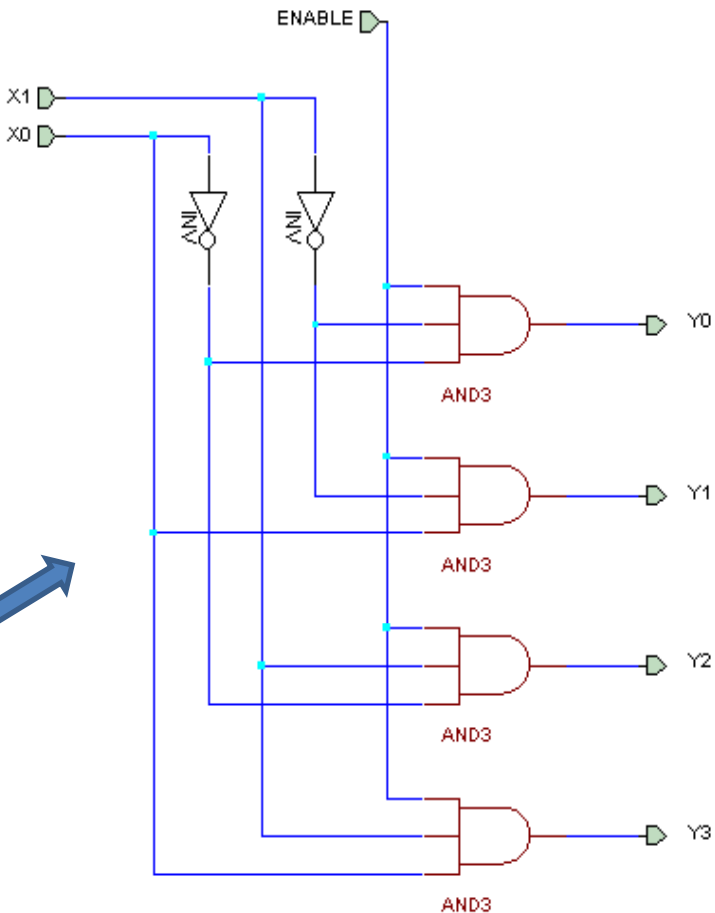 ENABLE
X1
X0
INV
INV
Y0
AND3
Y1
AND3
Y2
AND3
Y3
AND3